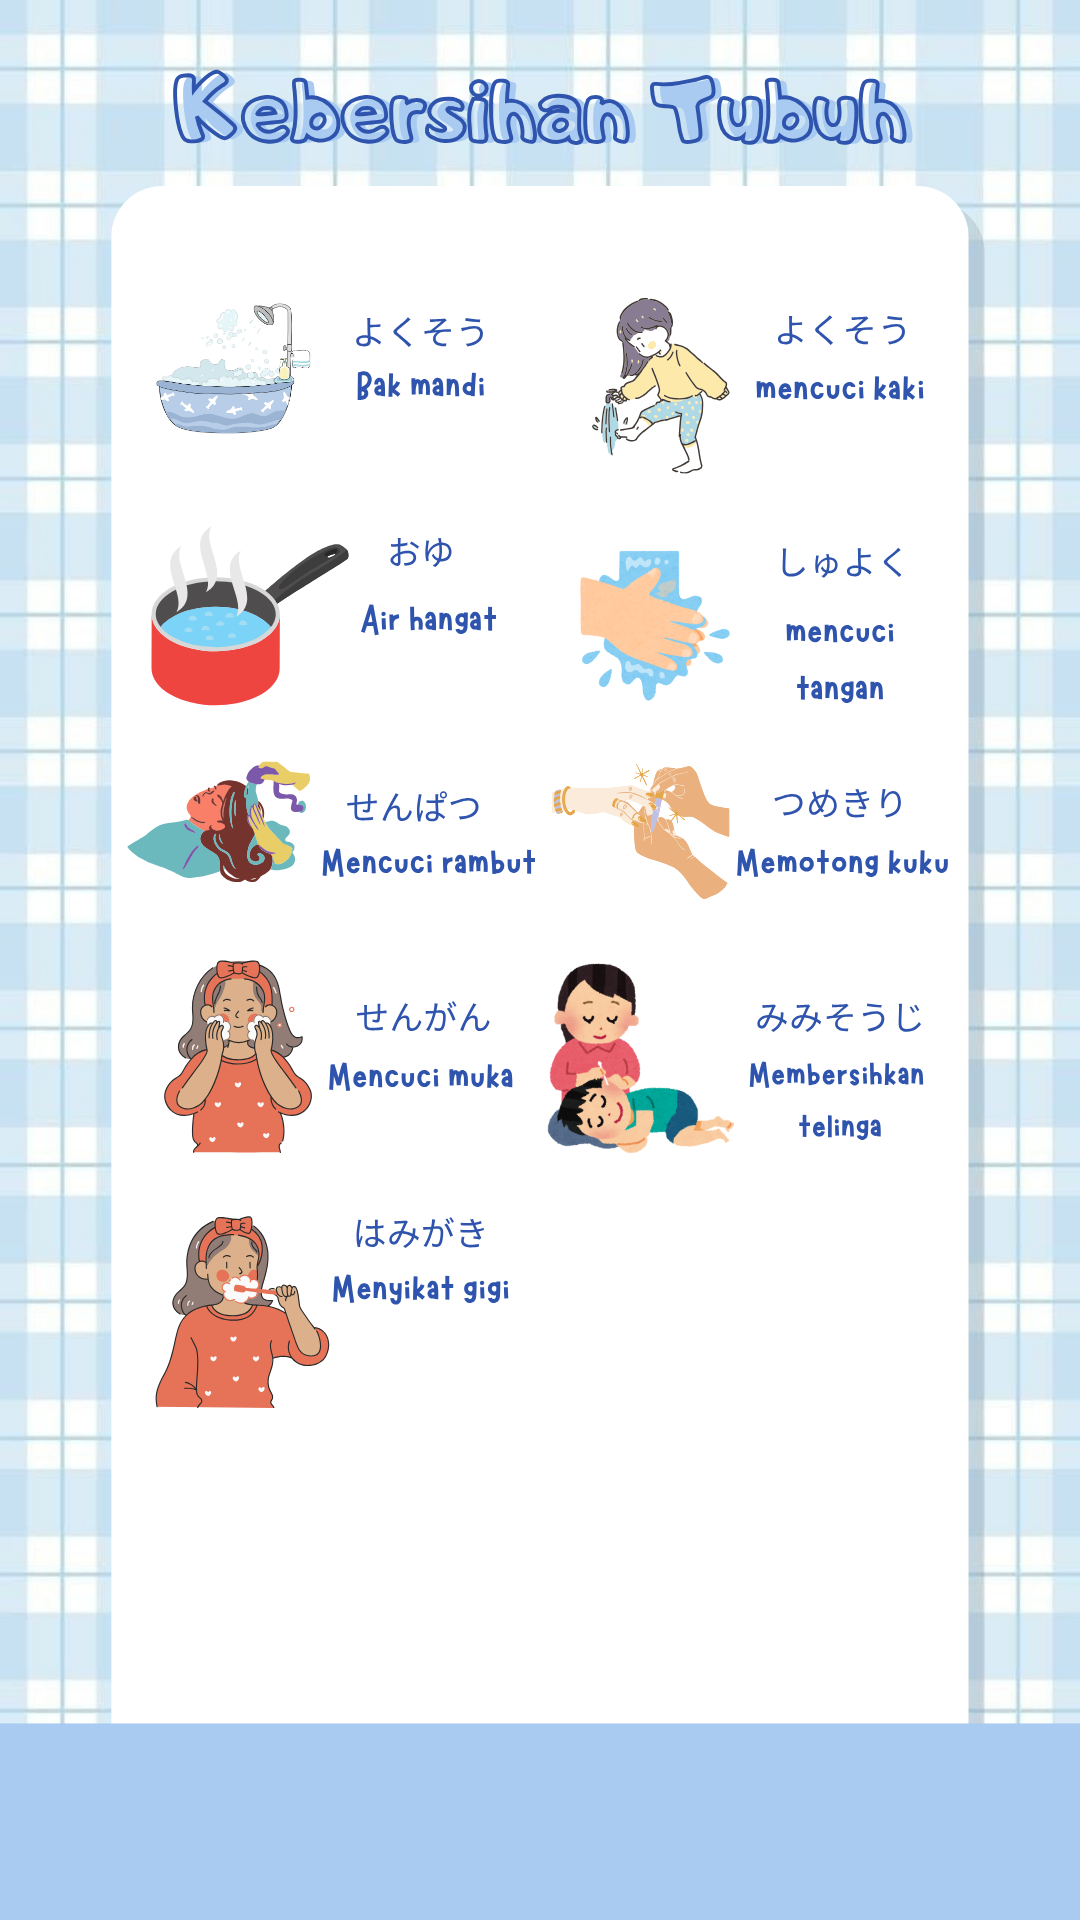 Kebersihan Tubuh
よくそう
Bak mandi
よくそう
mencuci kaki
おゆ
Air hangat
しゅよく
mencuci
tangan
せんぱつ
Mencuci rambut
つめきり
Memotong kuku
せんがん
Mencuci muka
みみそうじ
Membersihkan
telinga
はみがき
Menyikat gigi